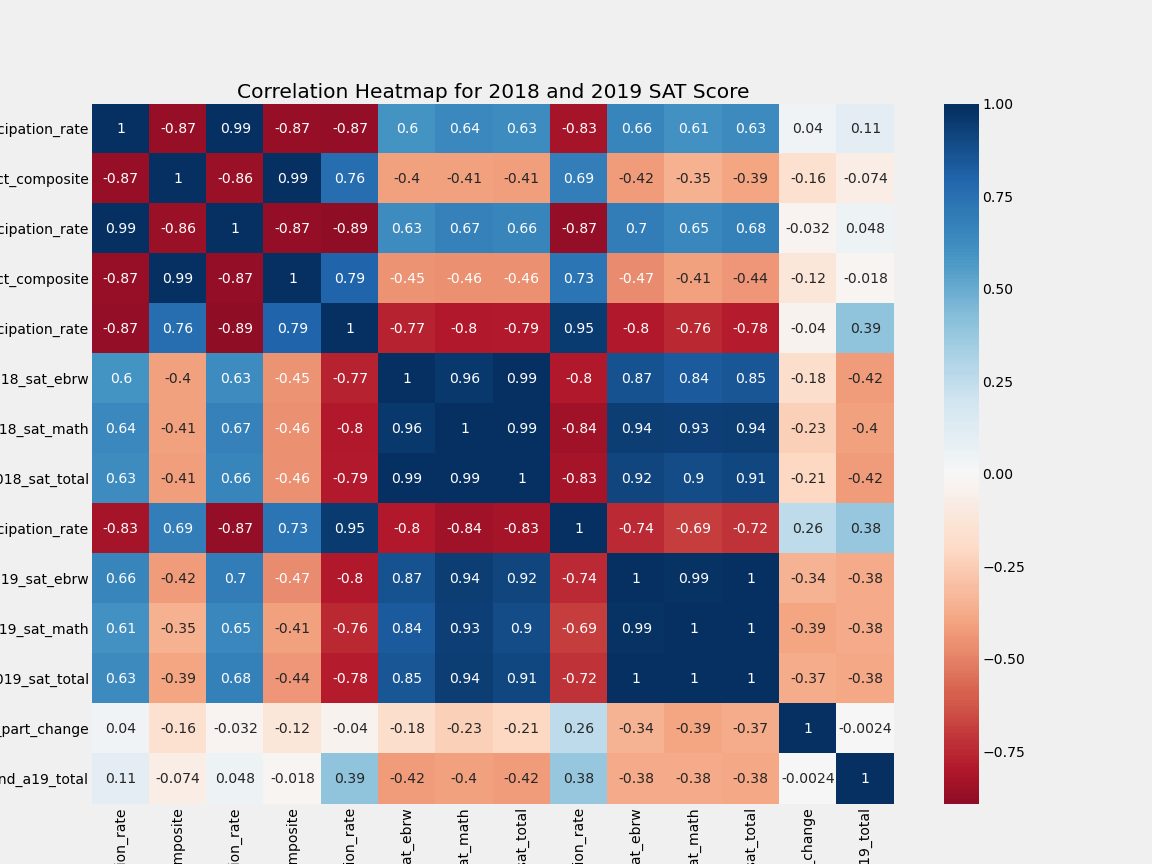 Correlation Heatmap for 2018 and 2019 SAT Score
cipation_rate 1 -0.87 0.99 -0.87 -0.87 0.6 0.64 0.63 -0.83 0.66 0.61 0.63 0.04 0.11
ct_composite -0.87 1 -0.86 0.99 0.76 -0.4 -0.41 -0.41 0.69 -0.42 -0.35 -0.39 -0.16 -0.074
cipation_rate 0.99 -0.86 1 -0.87 -0.89 0.63 0.67 0.66 -0.87 0.7 0.65 0.68 -0.032 0.048
ct_composite -0.87 0.99 -0.87 1 0.79 -0.45 -0.46 -0.46 0.73 -0.47 -0.41 -0.44 -0.12 -0.018
cipation_rate -0.87 0.76 -0.89 0.79 1 -0.77 -0.8 -0.79 0.95 -0.8 -0.76 -0.78 -0.04 0.39
18_sat_ebrw 0.6 -0.4 0.63 -0.45 -0.77 1 0.96 0.99 -0.8 0.87 0.84 0.85 -0.18 -0.42
18_sat_math 0.64 -0.41 0.67 -0.46 -0.8 0.96 1 0.99 -0.84 0.94 0.93 0.94 -0.23 -0.4
018_sat_total 0.63 -0.41 0.66 -0.46 -0.79 0.99 0.99 1 -0.83 0.92 0.9 0.91 -0.21 -0.42
cipation_rate -0.83 0.69 -0.87 0.73 0.95 -0.8 -0.84 -0.83 1 -0.74 -0.69 -0.72 0.26 0.38
19_sat_ebrw 0.66 -0.42 0.7 -0.47 -0.8 0.87 0.94 0.92 -0.74 1 0.99 1 -0.34 -0.38
19_sat_math 0.61 -0.35 0.65 -0.41 -0.76 0.84 0.93 0.9 -0.69 0.99 1 1 -0.39 -0.38
019_sat_total 0.63 -0.39 0.68 -0.44 -0.78 0.85 0.94 0.91 -0.72 1 1 1 -0.37 -0.38
_part_change 0.04 -0.16 -0.032 -0.12 -0.04 -0.18 -0.23 -0.21 0.26 -0.34 -0.39 -0.37 1 -0.0024
nd_a19_total 0.11 -0.074 0.048 -0.018 0.39 -0.42 -0.4 -0.42 0.38 -0.38 -0.38 -0.38 -0.0024 1
ion_rate
mposite
ion_rate
mposite
ion_rate
at_ebrw
at_math
sat_total
ion_rate
at_ebrw
at_math
sat_total
_change
19_total
1.00
0.75
0.50
0.25
0.00
−0.25
−0.50
−0.75